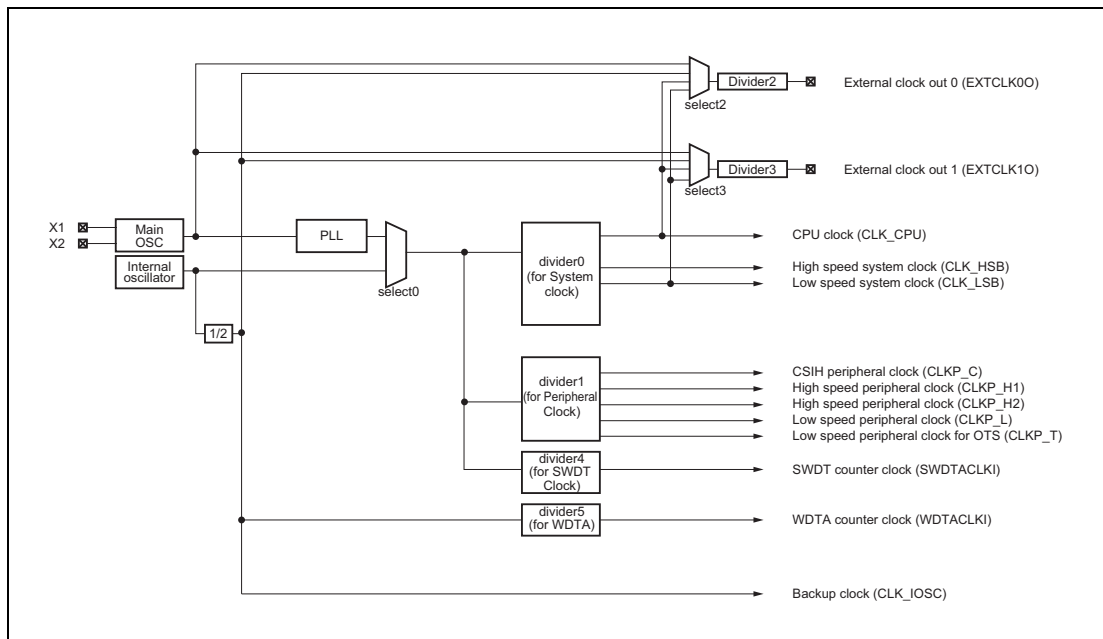 Divider2
External clock out 0 (EXTCLK0O)
select2
Divider3
External clock out 1 (EXTCLK1O)
select3
X1
X2
Main
OSC
PLL
Internal
oscillator
select0
1/2
divider0
(for System
clock)
CPU clock (CLK_CPU)
High speed system clock (CLK_HSB)
Low speed system clock (CLK_LSB)
divider1
(for Peripheral
Clock)
CSIH peripheral clock (CLKP_C)
High speed peripheral clock (CLKP_H1)
High speed peripheral clock (CLKP_H2)
Low speed peripheral clock (CLKP_L)
Low speed peripheral clock for OTS (CLKP_T)
divider4
(for SWDT
Clock)
SWDT counter clock (SWDTACLKI)
divider5
(for WDTA)
WDTA counter clock (WDTACLKI)
Backup clock (CLK_IOSC)